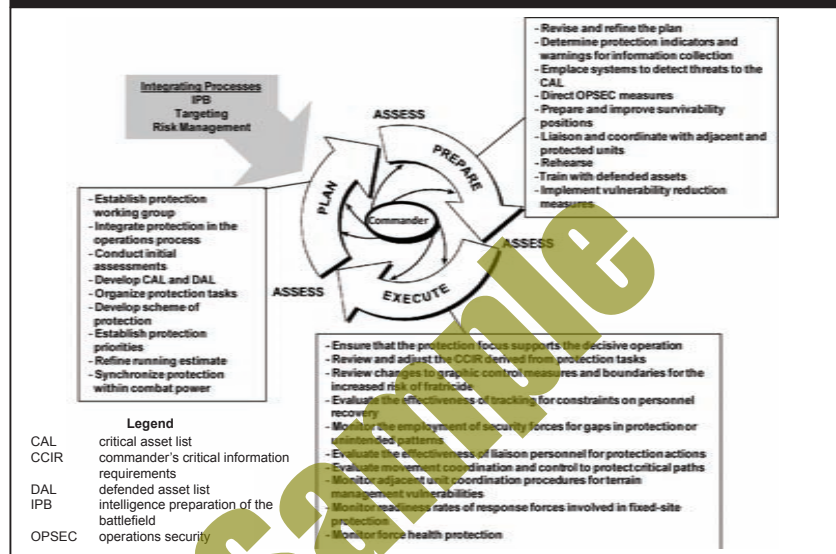 Integrating Processes
IPB
Targeting
Risk Management
- Revise and refine the plan
- Determine protection indicators and
warnings for information collection
- Emplace systems to detect threats to the
CAL
- Direct OPSEC measures
- Prepare and improve survivability
positions
- Liaison and coordinate with adjacent and
protected units
- Rehearse
- Train with defended assets
- Implement vulnerability reduction
measures
ASSESS
PREPARE
PLAN
Commander
ASSESS
EXECUTE
ASSESS
- Establish protection
working group
- Integrate protection in the
operations process
- Conduct initial
assessments
- Develop CAL and DAL
- Organize protection tasks
- Develop scheme of
protection
- Establish protection
priorities
- Refine running estimate
- Synchronize protection
within combat power
- Ensure that the protection focus supports the decisive operation
- Review and adjust the CCIR derived from protection tasks
- Review changes to graphic control measures and boundaries for the
increased risk of fratricide
- Evaluate the effectiveness of tracking for constraints on personnel
recovery
- Monitor the employment of security forces for gaps in protection or
unintended patterns
- Evaluate the effectiveness of liaison personnel for protection actions
- Evaluate movement coordination and control to protect critical paths
- Monitor adjacent unit coordination procedures for terrain
management vulnerabilities
- Monitor readiness rates of response forces involved in fixed-site
protection
- Monitor force health protection
Legend
CAL critical asset list
CCIR commander's critical information
requirements
DAL defended asset list
IPB intelligence preparation of the
battlefield
OPSEC operations security
Sample